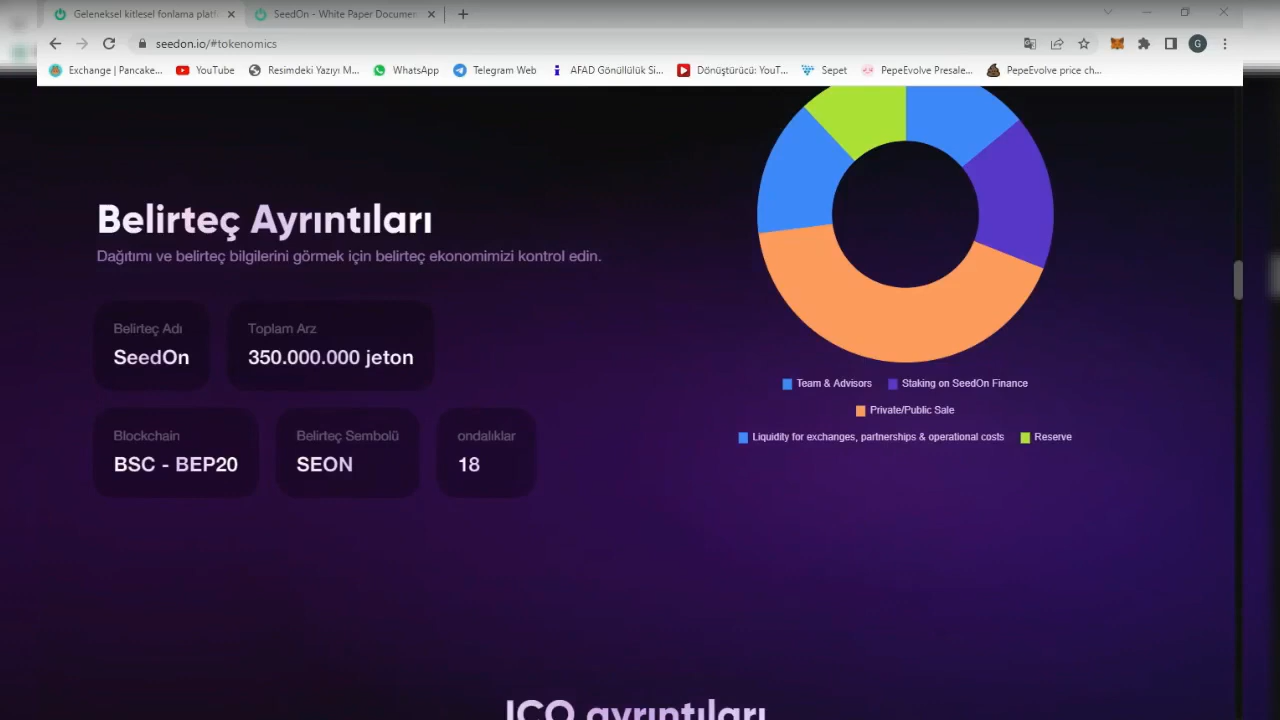 Geleneksel kitlesel fonlama platf
SeedOn - White Paper Documen
seedon.io/#tokenomics
G
Exchange | Pancake...
YouTube
Resimdeki Yazıyı M...
WhatsApp
Telegram Web
AFAD Gönüllülük Si...
Dönüştürücü: YouT...
Sepet
PepeEvolve Presale...
PepeEvolve price ch...
Belirteç Ayrıntıları
Dağıtımı ve belirteç bilgilerini görmek için belirteç ekonomimizi kontrol edin.
Belirteç Adı
SeedOn
Toplam Arz
350.000.000 jeton
Blockchain
BSC - BEP20
Belirteç Sembolü
SEON
ondalıklar
18
Team & Advisors
Staking on SeedOn Finance
Private/Public Sale
Liquidity for exchanges, partnerships & operational costs
Reserve
ICO ayrıntıları